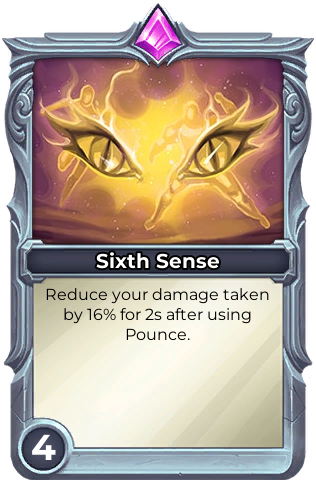 Sixth Sense
Reduce your damage taken
by 16% for 2s after using
Pounce.
4